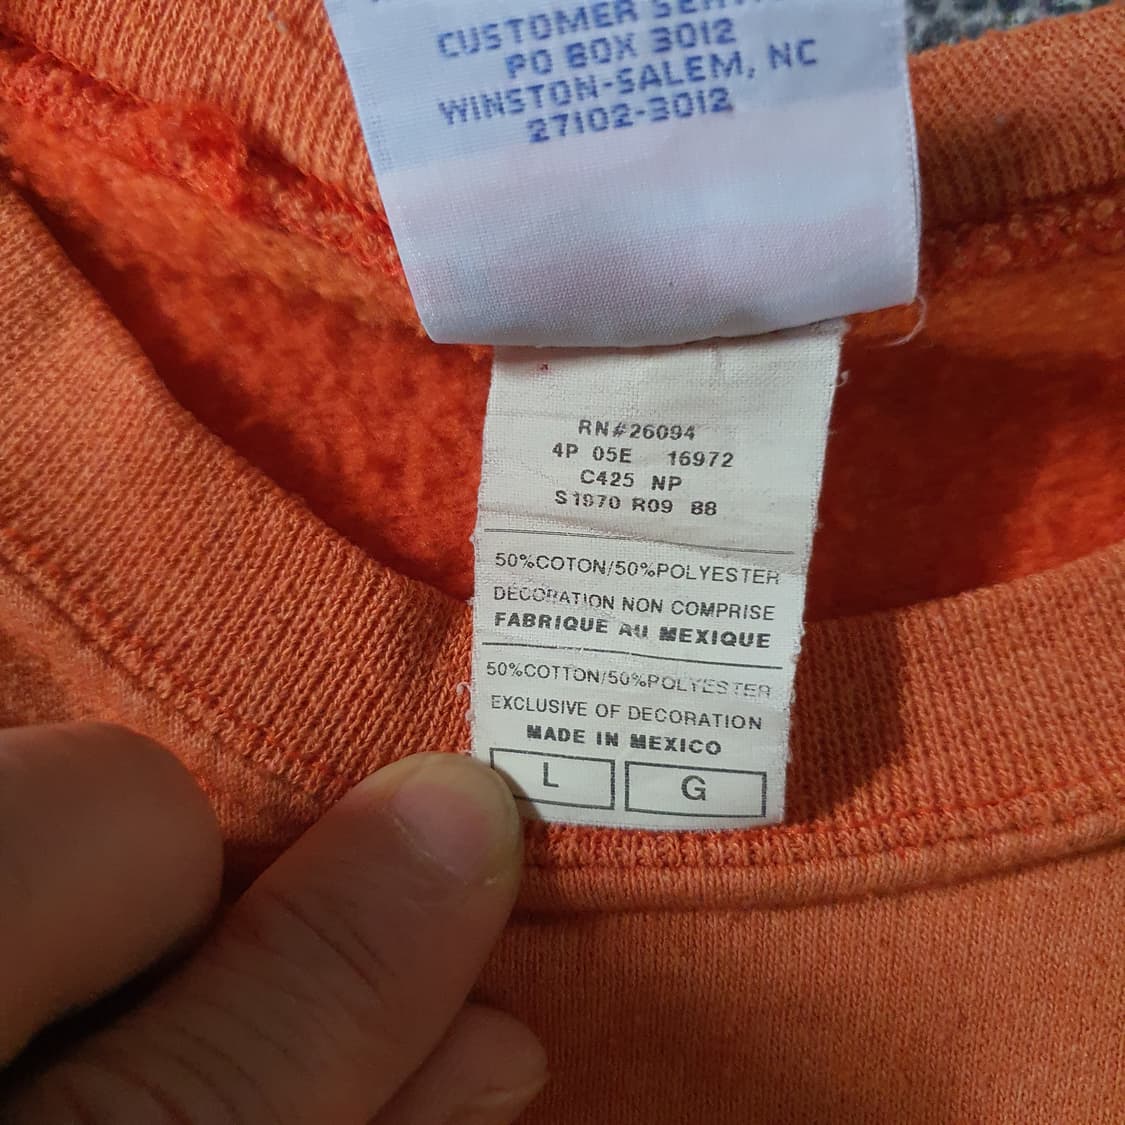 CUSTOMER
PO BOX 3012
WINSTON-SALEM, NC
27102-3012
RN#26094
4P 05E 16972
C425 NP
S1970 R09 88
50%COTON/50%POLYESTER
DECORATION NON COMPRISE
FABRIQUE AU MEXIQUE
50%COTTON/50%POLYESTER
EXCLUSIVE OF DECORATION
MADE IN MEXICO
L G